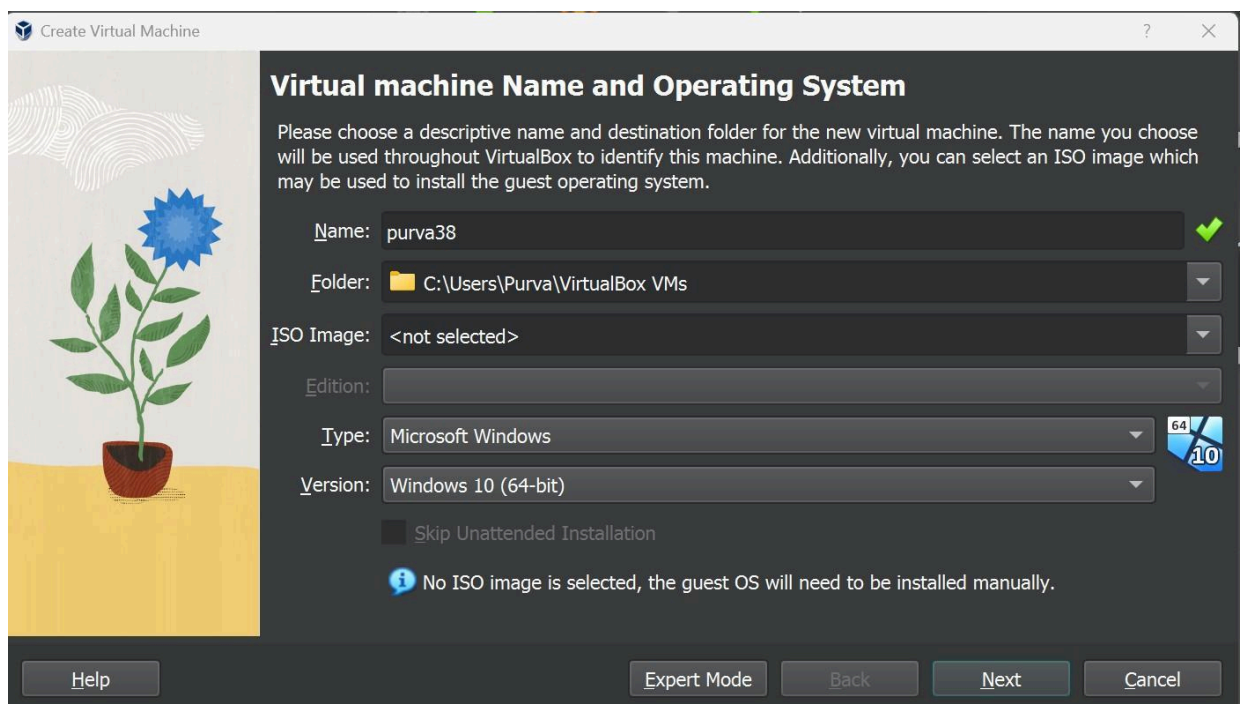 Create Virtual Machine
Virtual machine Name and Operating System
Please choose a descriptive name and destination folder for the new virtual machine. The name you choose
will be used throughout VirtualBox to identify this machine. Additionally, you can select an ISO image which
may be used to install the guest operating system.
Name: purva38
Folder: C:\Users\Purva\VirtualBox VMs
ISO Image: <not selected>
Edition:
Type: Microsoft Windows
64
10
Version: Windows 10 (64-bit)
Skip Unattended Installation
No ISO image is selected, the guest OS will need to be installed manually.
Help Expert Mode Back Next Cancel